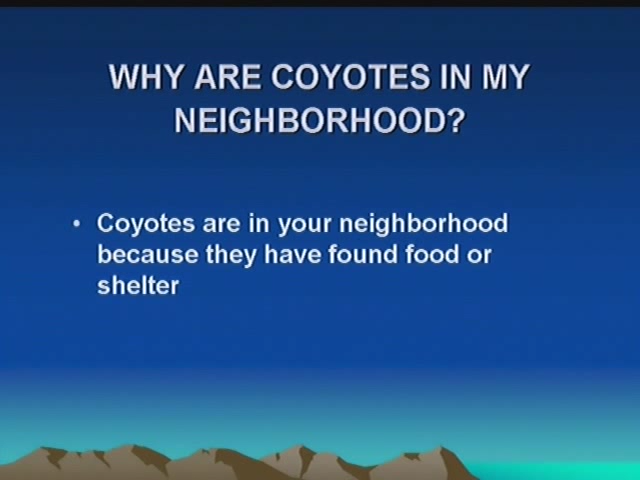 WHY ARE COYOTES IN MY
NEIGHBORHOOD?
• Coyotes are in your neighborhood
because they have found food or
shelter